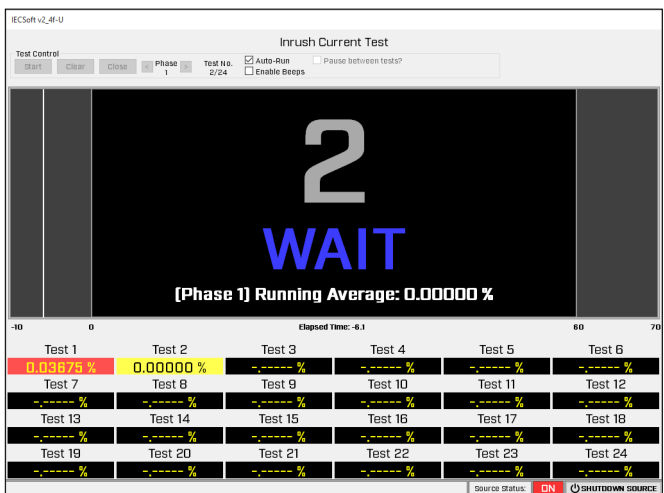 IECSoft v2_4f-U
Inrush Current Test
Test Control
Start Clear Close < Phase > Test No. Auto-Run Pause between tests?
1 2/24 Enable Beeps
2
WAIT
(Phase 1) Running Average: 0.00000 %
-10 0 Elapsed Time: -6.1 60 70
Test 1 Test 2 Test 3 Test 4 Test 5 Test 6
0.03675 % 0.00000 % -.----- % -.----- % -.----- % -.----- %
Test 7 Test 8 Test 9 Test 10 Test 11 Test 12
-.----- % -.----- % -.----- % -.----- % -.----- % -.----- %
Test 13 Test 14 Test 15 Test 16 Test 17 Test 18
-.----- % -.----- % -.----- % -.----- % -.----- % -.----- %
Test 19 Test 20 Test 21 Test 22 Test 23 Test 24
-.----- % -.----- % -.----- % -.----- % -.----- % -.----- %
Source Status: ON SHUTDOWN SOURCE